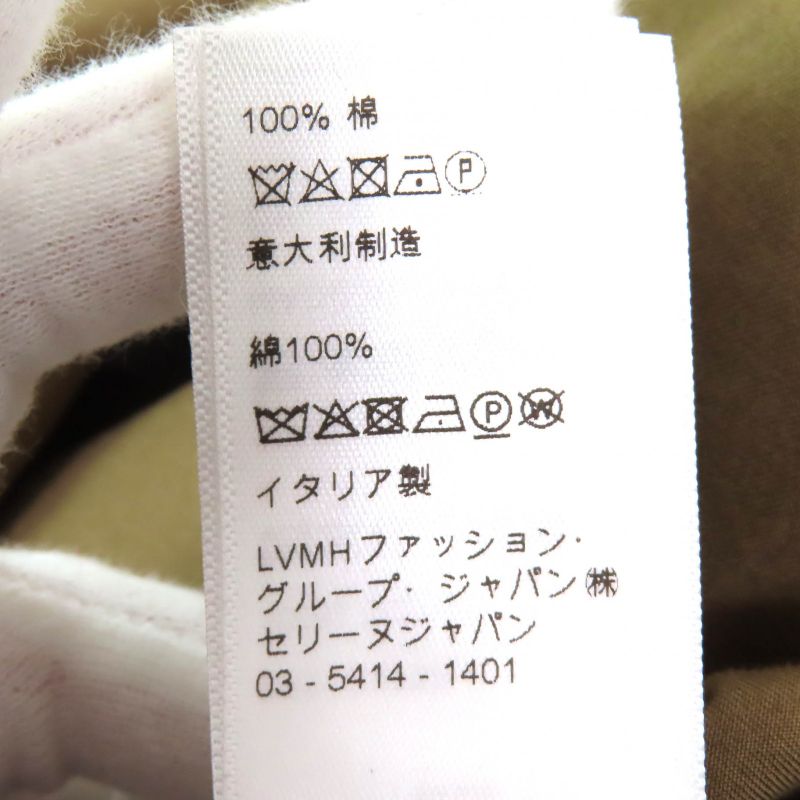 100% 棉
P
意大利制造
綿100%
P W
イタリア製
LVMHファッション・
グループ・ジャパン㈱
セリーヌジャパン
03 - 5414 - 1401